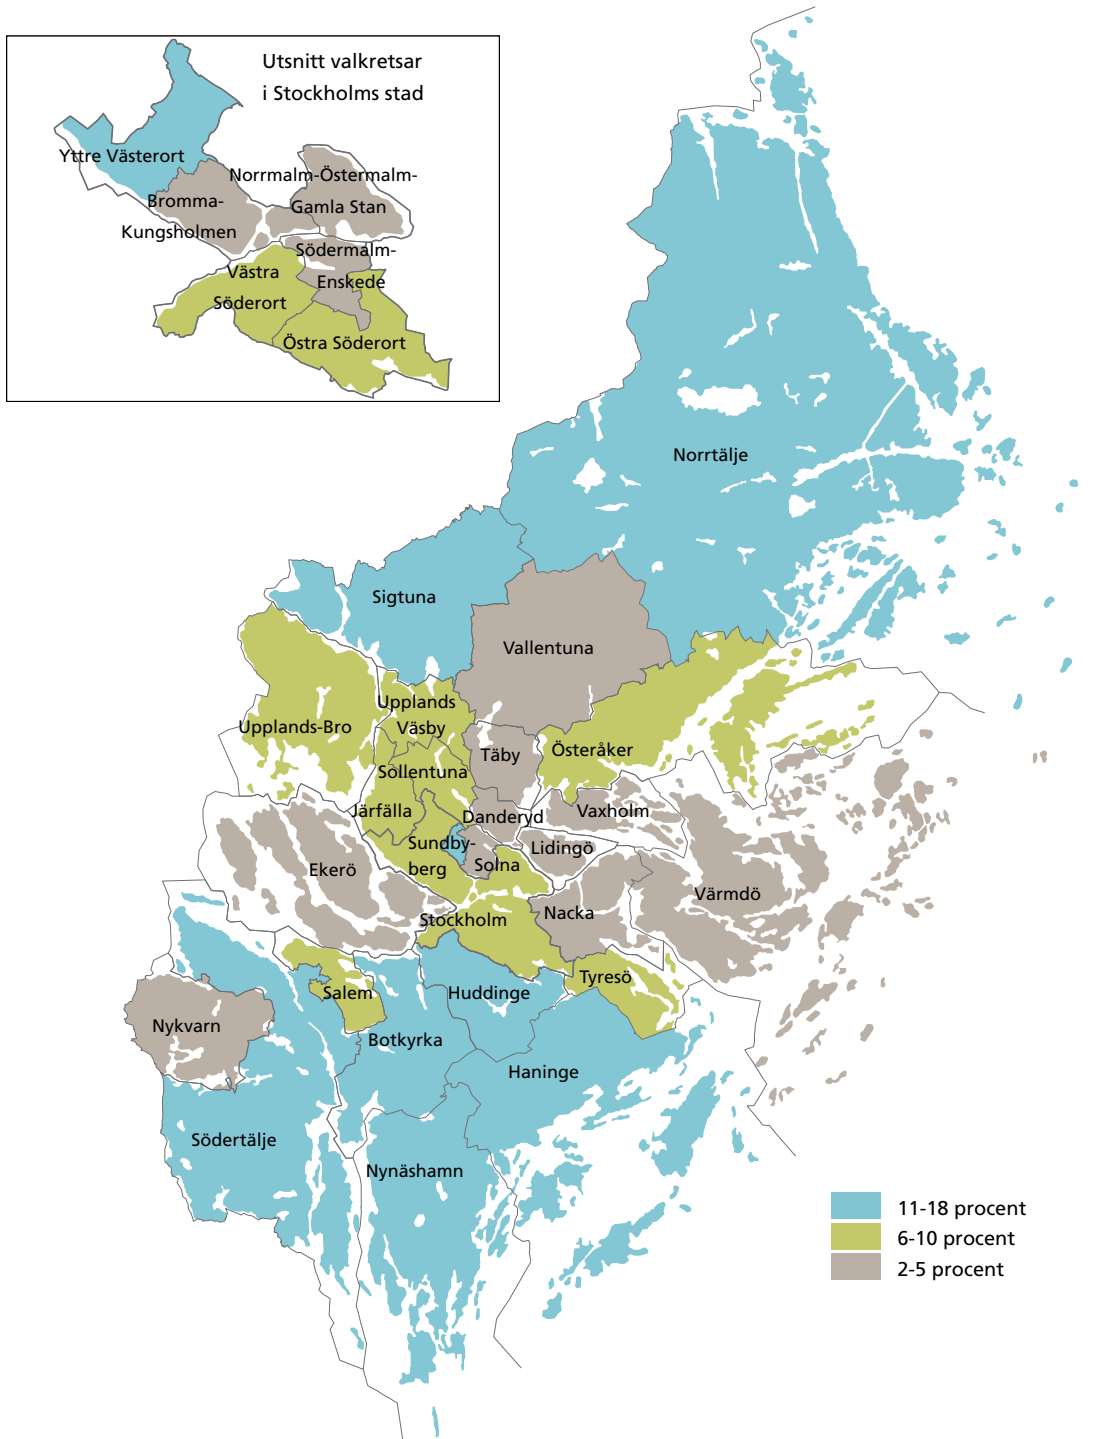 Utsnitt valkretsar
i Stockholms stad
Yttre Västerort
Norrmalm-Östermalm-
Gamla Stan
Bromma-
Kungsholmen
Södermalm-
Enskede
Västra
Söderort
Östra Söderort
Norrtälje
Sigtuna
Vallentuna
Upplands
Väsby
Upplands-Bro
Täby
Österåker
Sollentuna
Järfälla
Danderyd
Vaxholm
Sundby-
berg
Solna
Lidingö
Ekerö
Värmdö
Stockholm
Nacka
Tyresö
Salem
Huddinge
Nykvarn
Botkyrka
Haninge
Södertälje
Nynäshamn
11-18 procent
6-10 procent
2-5 procent